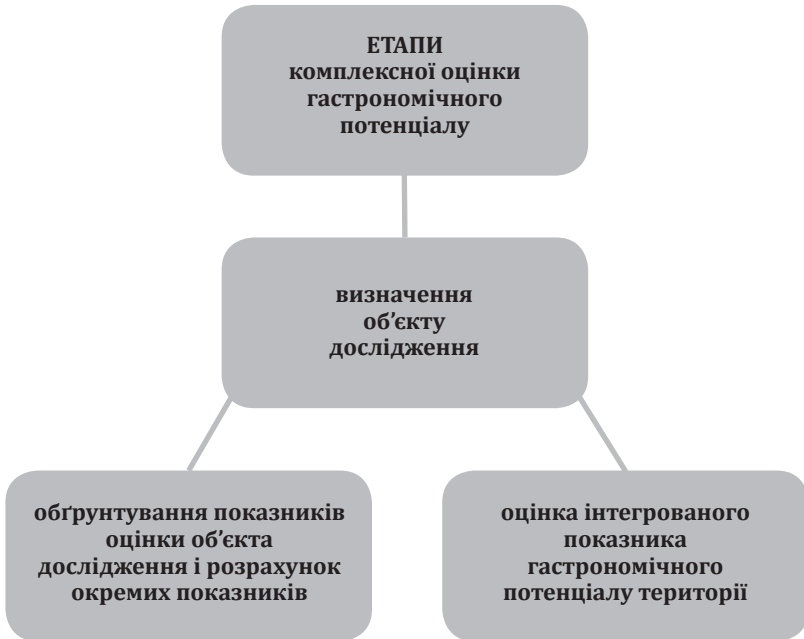 ЕТАПИ
комплексної оцінки
гастрономічного
потенціалу
визначення
об’єкту
дослідження
обґрунтування показників
оцінки об’єкта
дослідження і розрахунок
окремих показників
оцінка інтегрованого
показника
гастрономічного
потенціалу території